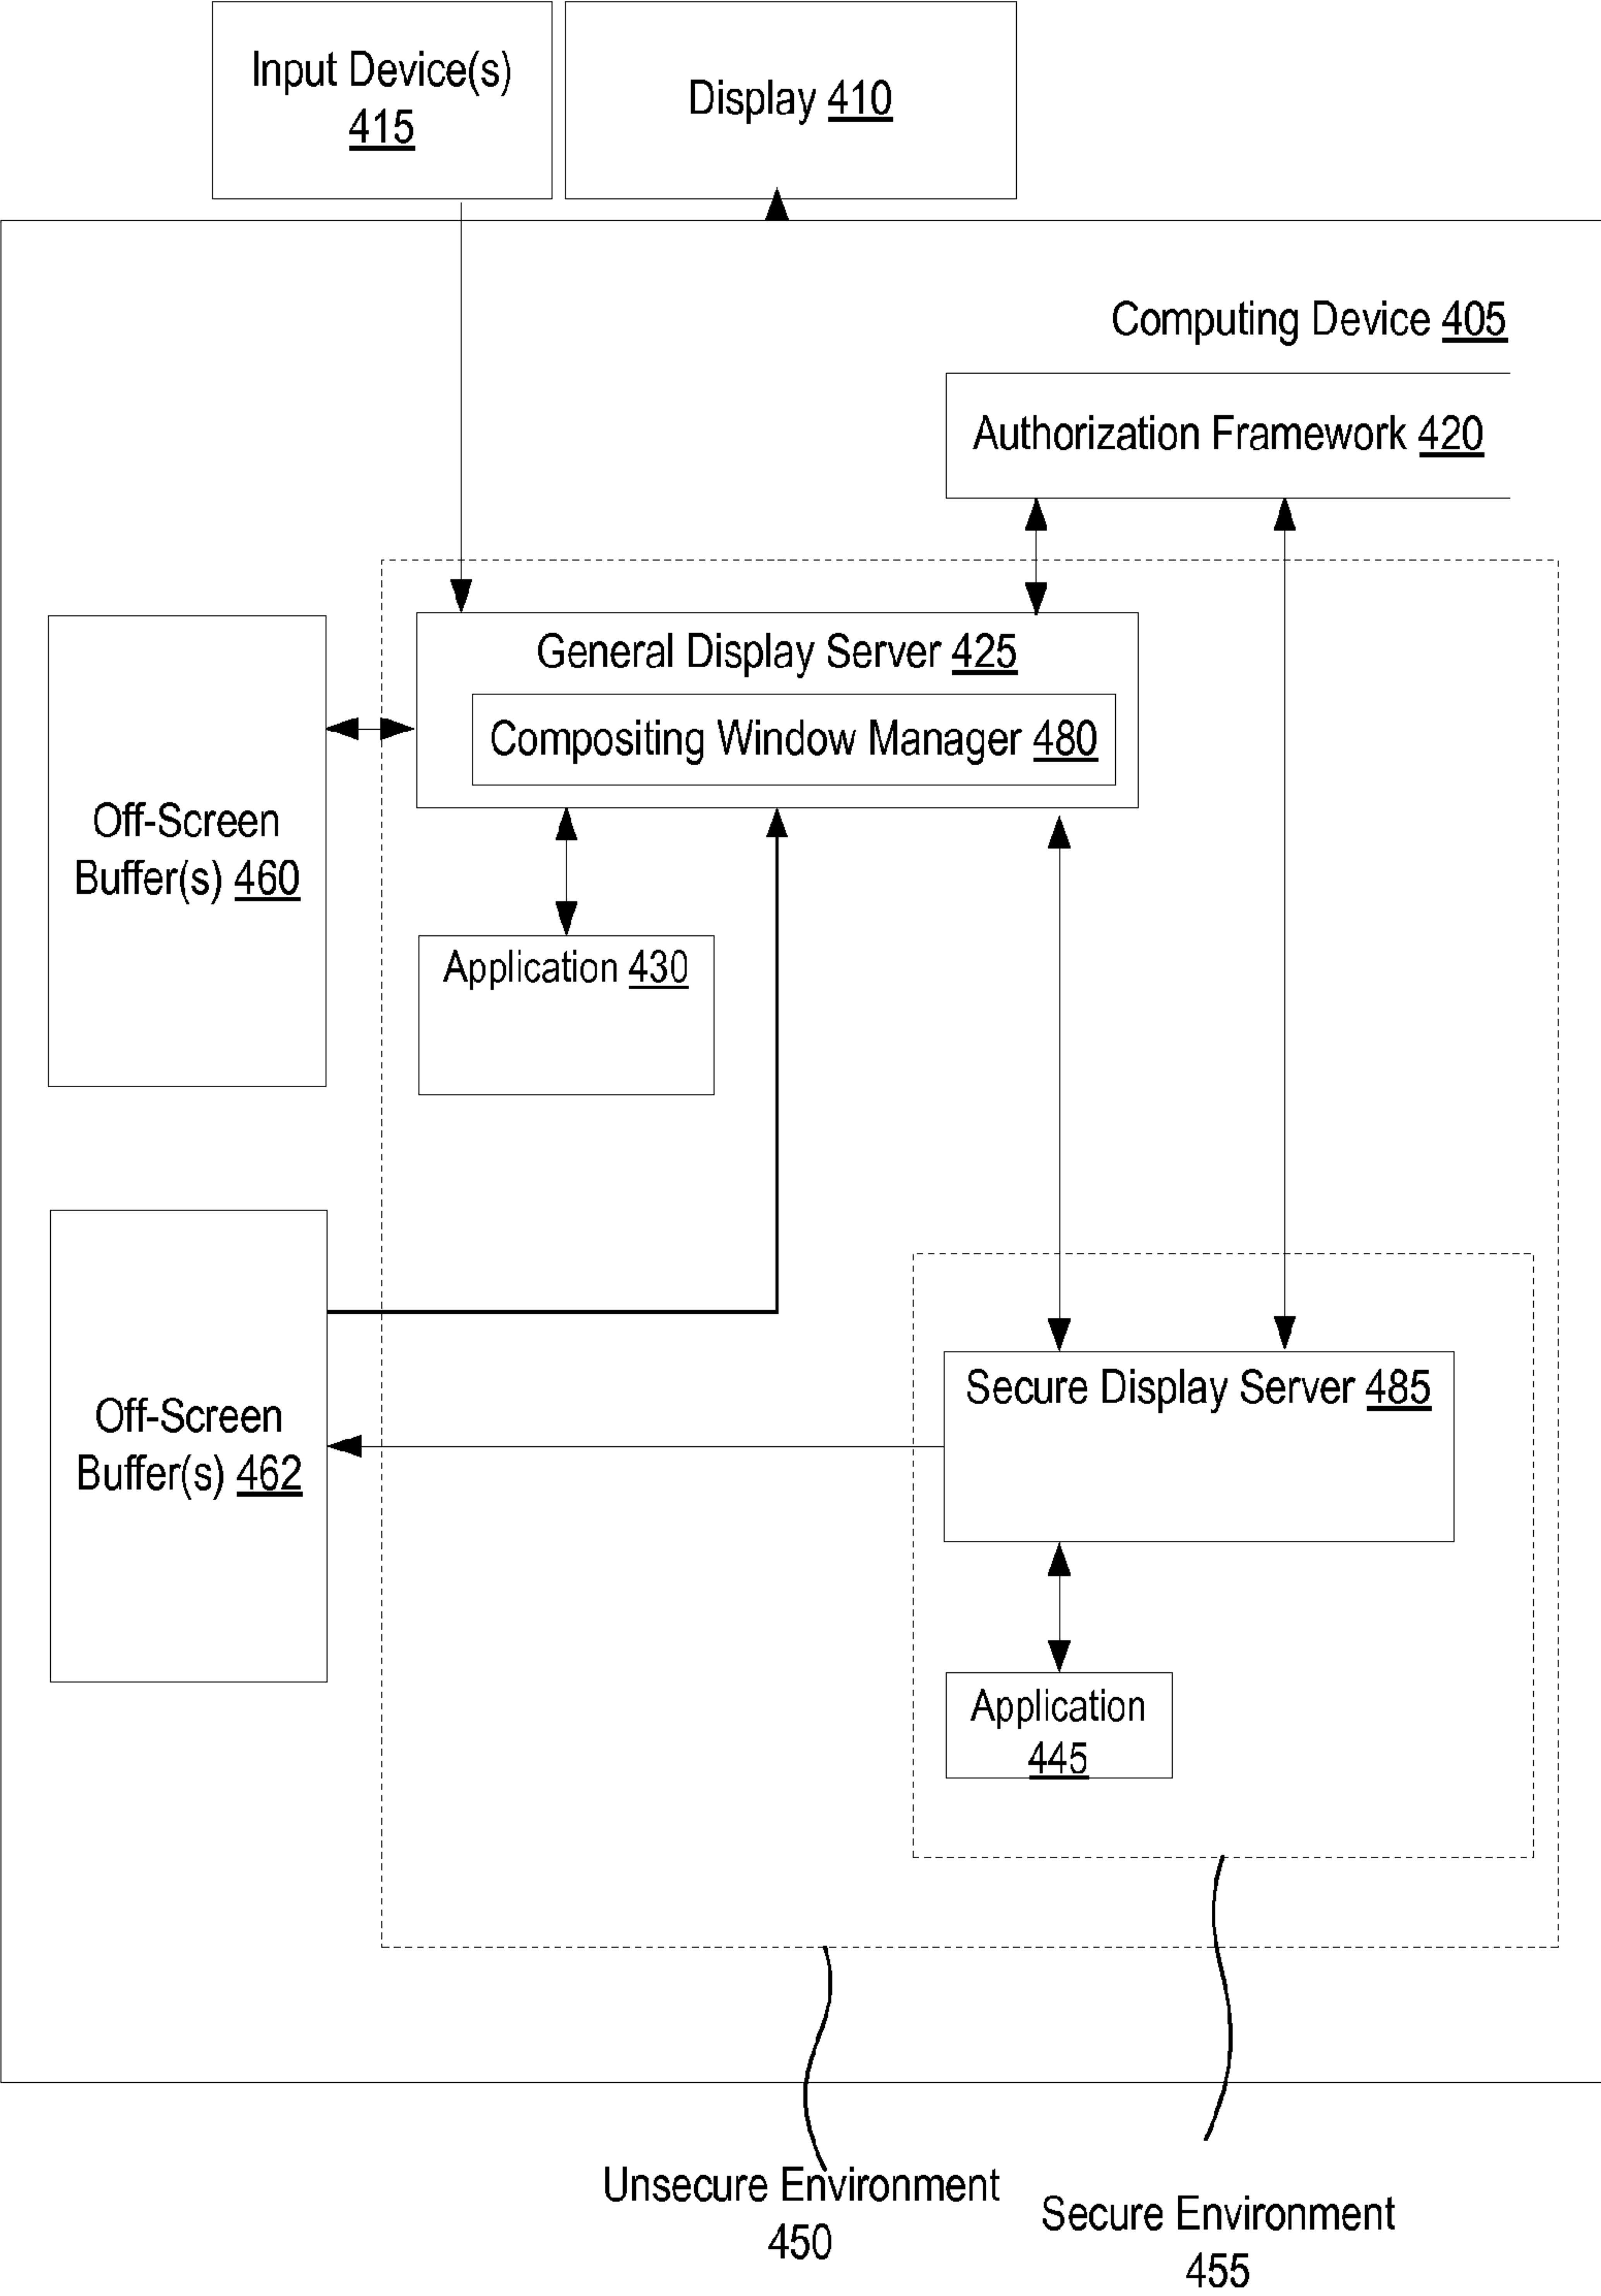 Input Device(s)
415
Display 410
Computing Device 405
Authorization Framework 420
General Display Server 425
Compositing Window Manager 480
Off-Screen
Buffer(s) 460
Application 430
Off-Screen
Buffer(s) 462
Secure Display Server 485
Application
445
Unsecure Environment
450
Secure Environment
455